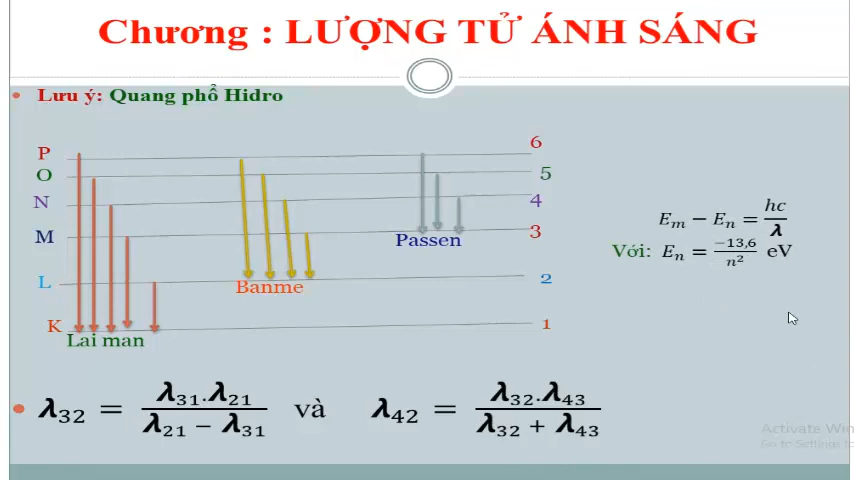 Chương : LƯỢNG TỬ ÁNH SÁNG
• Lưu ý: Quang phổ Hidro
P 6
O 5
N 4
M Passen 3
L Banme 2
K 1
Lai man
E_m − E_n = hc/λ
Với: E_n = −13,6/n² eV
• λ₃₂ = λ₃₁.λ₂₁/(λ₂₁ − λ₃₁) và λ₄₂ = λ₃₂.λ₄₃/(λ₃₂ + λ₄₃)
Activate Win
Go to Settings to